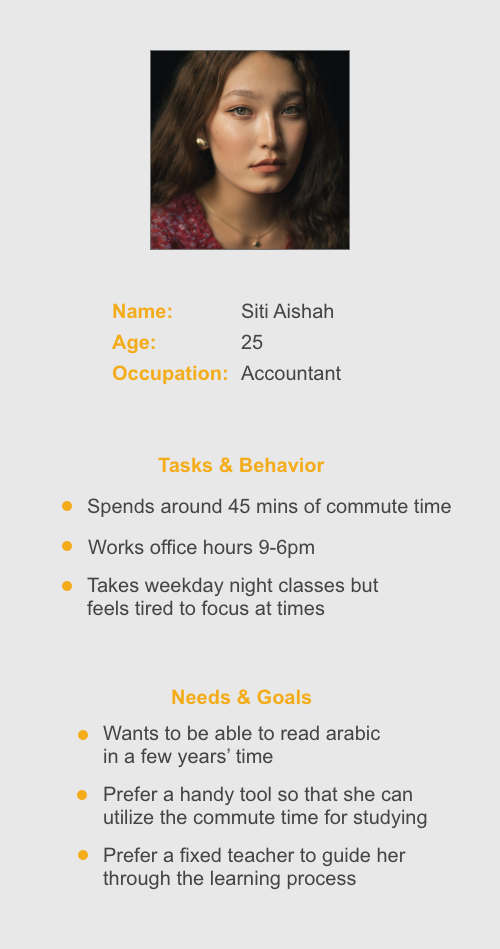 Name: Siti Aishah
Age: 25
Occupation: Accountant
Tasks & Behavior
Spends around 45 mins of commute time
Works office hours 9-6pm
Takes weekday night classes but
feels tired to focus at times
Needs & Goals
Wants to be able to read arabic
in a few years’ time
Prefer a handy tool so that she can
utilize the commute time for studying
Prefer a fixed teacher to guide her
through the learning process